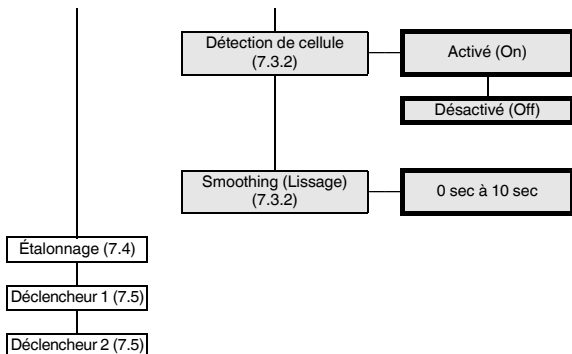 Détection de cellule
(7.3.2)
Activé (On)
Désactivé (Off)
Smoothing (Lissage)
(7.3.2)
0 sec à 10 sec
Étalonnage (7.4)
Déclencheur 1 (7.5)
Déclencheur 2 (7.5)